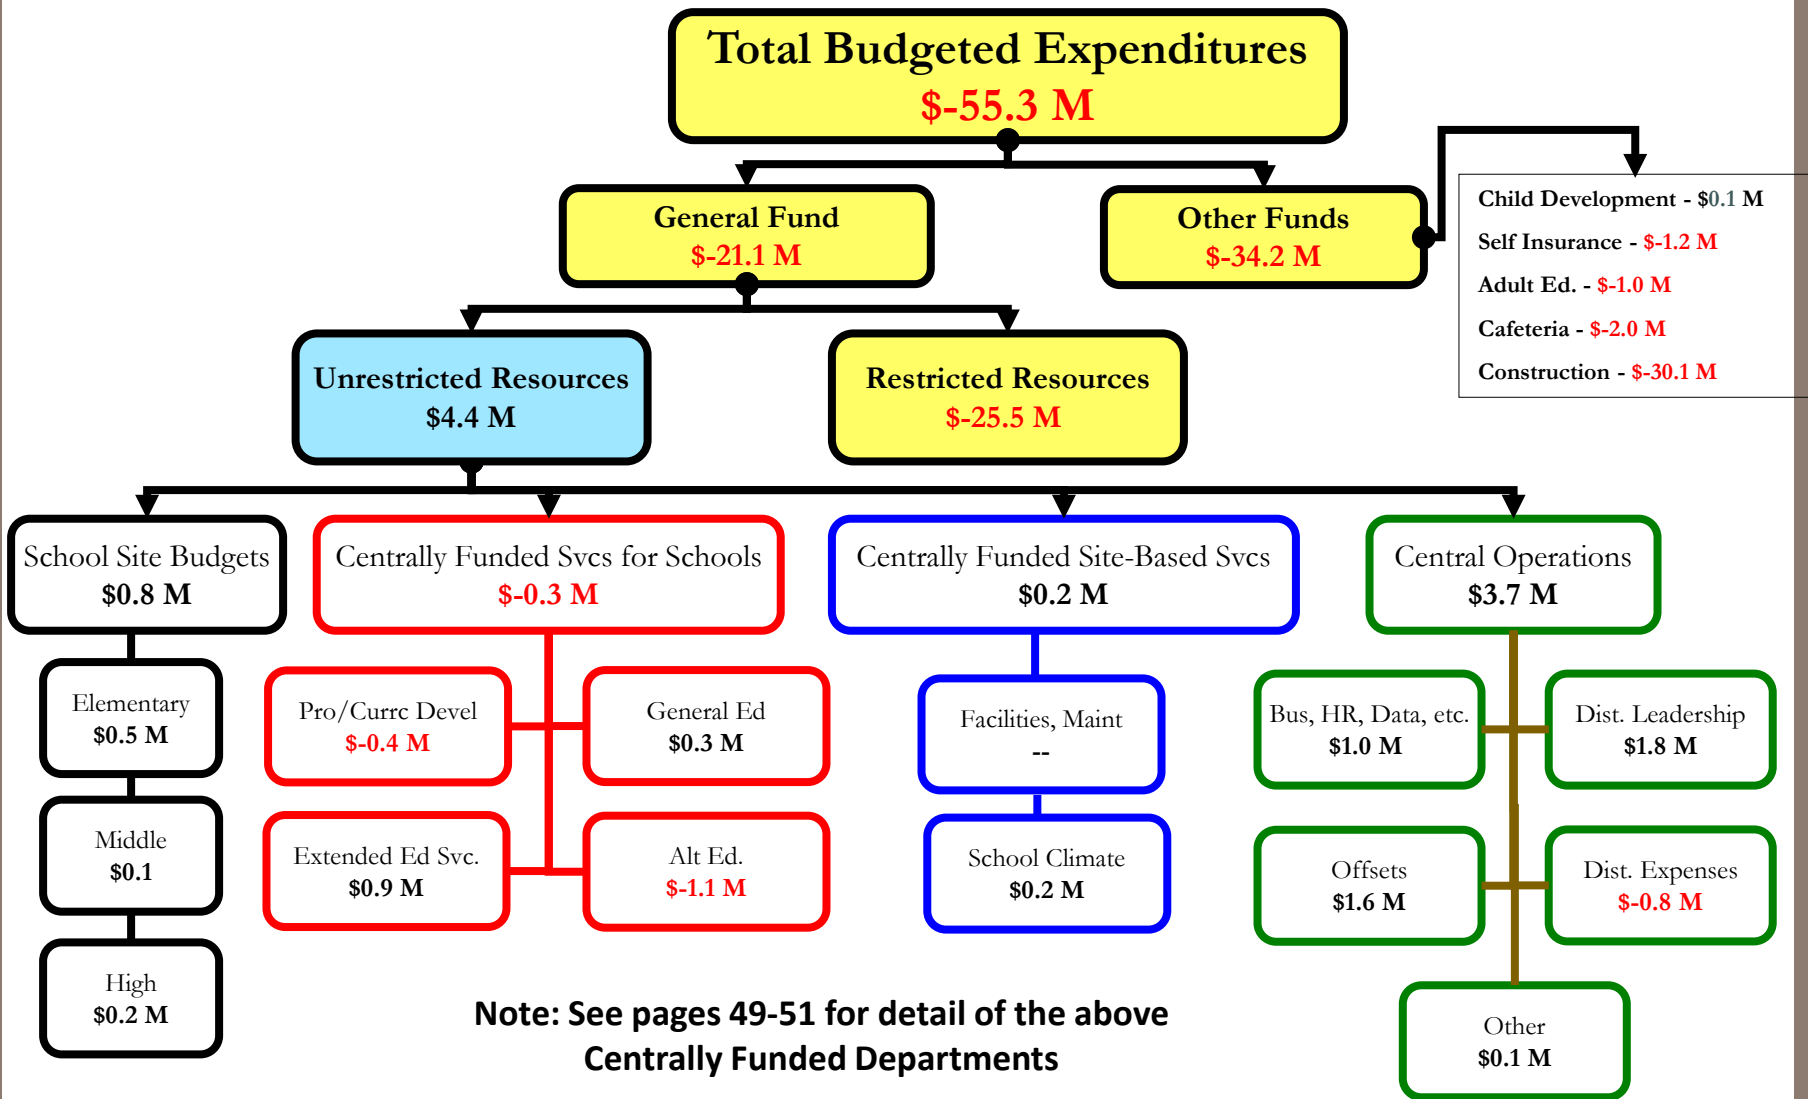 Total Budgeted Expenditures
$-55.3 M
General Fund
$-21.1 M
Other Funds
$-34.2 M
Child Development - $0.1 M
Self Insurance - $-1.2 M
Adult Ed. - $-1.0 M
Cafeteria - $-2.0 M
Construction - $-30.1 M
Unrestricted Resources
$4.4 M
Restricted Resources
$-25.5 M
School Site Budgets
$0.8 M
Centrally Funded Svcs for Schools
$-0.3 M
Centrally Funded Site-Based Svcs
$0.2 M
Central Operations
$3.7 M
Elementary
$0.5 M
Middle
$0.1
High
$0.2 M
Pro/Currc Devel
$-0.4 M
General Ed
$0.3 M
Extended Ed Svc.
$0.9 M
Alt Ed.
$-1.1 M
Facilities, Maint
--
School Climate
$0.2 M
Bus, HR, Data, etc.
$1.0 M
Dist. Leadership
$1.8 M
Offsets
$1.6 M
Dist. Expenses
$-0.8 M
Other
$0.1 M
Note: See pages 49-51 for detail of the above
Centrally Funded Departments